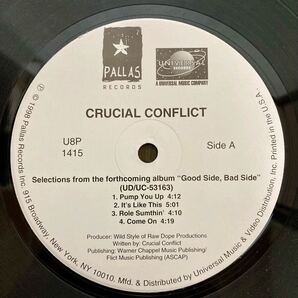 PALLAS
RECORDS
UNIVERSAL
A UNIVERSAL MUSIC COMPANY
CRUCIAL CONFLICT
U8P
1415
Side A
Selections from the forthcoming album "Good Side, Bad Side"
(UD/UC-53163)
1. Pump You Up 4:10
2. It's Like This 5:01
3. Role Sumthin' 4:10
4. Come On 4:19
Producer: Wild Style of Raw Dope Productions
Written by: Crucial Conflict
Publishing: Warner Chappel Music Publishing/
Flict Music Publishing (ASCAP)
℗ © 1998 Pallas Records Inc. 915 Broadway, New York, NY, 10010. Mfd. & Distributed by Universal Music & Video Distribution, Inc. Printed in the U.S.A.